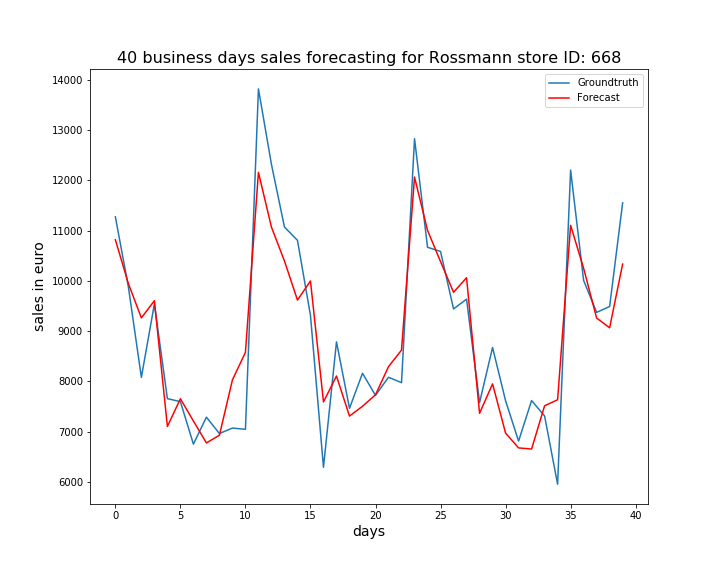 40 business days sales forecasting for Rossmann store ID: 668
14000
13000
12000
11000
10000
9000
8000
7000
6000
sales in euro
Groundtruth
Forecast
0 5 10 15 20 25 30 35 40
days